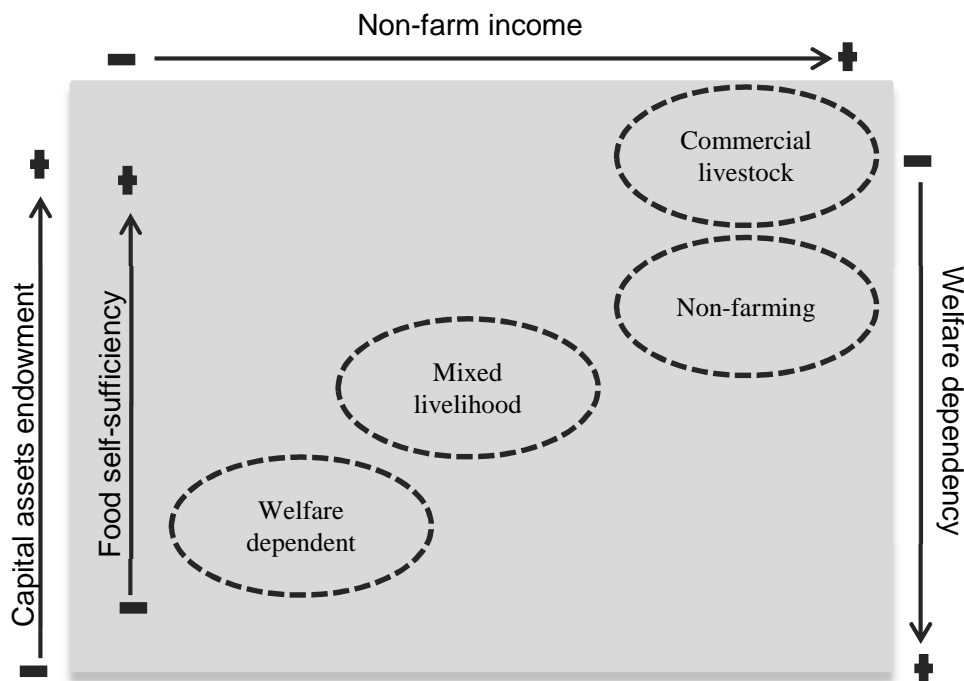 Non-farm income
Commercial
livestock
Non-farming
Mixed
livelihood
Welfare
dependent
Capital assets endowment
Food self-sufficiency
Welfare dependency